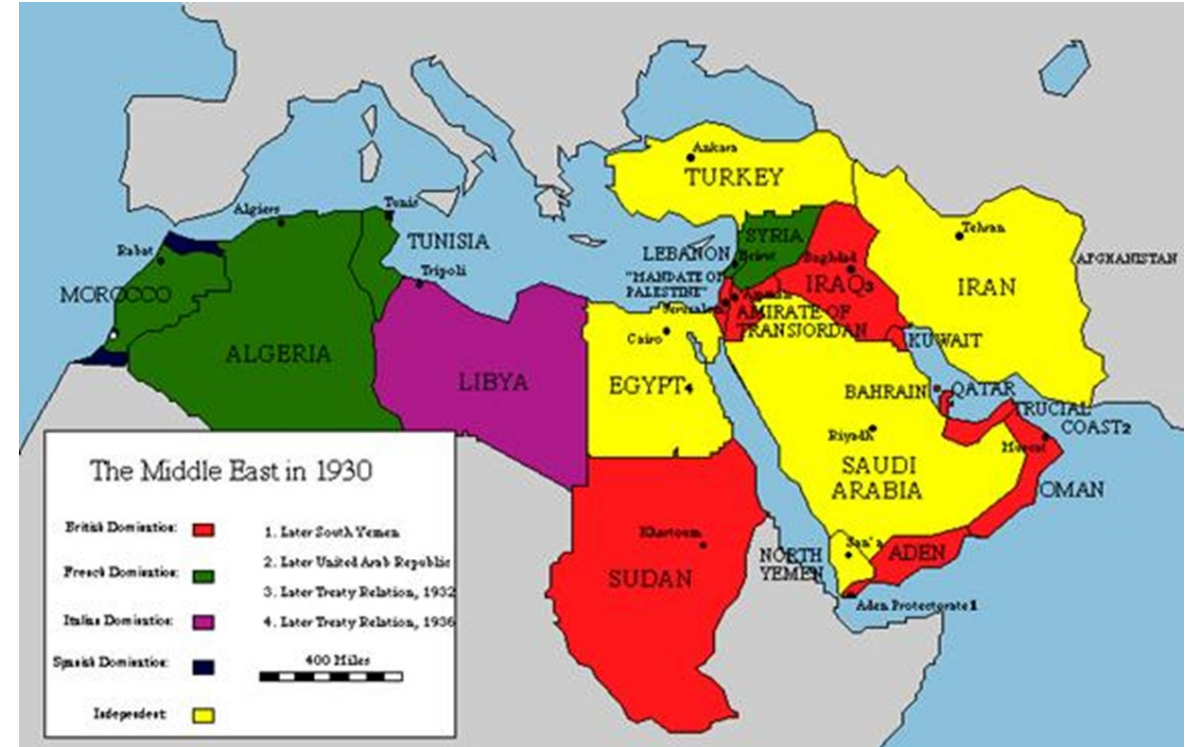 Ankara
TURKEY
Algiers
Tunis
Tehran
Rabat
TUNISIA
SYRIA
LEBANON
Beirut
Baghdad
AFGHANISTAN
Tripoli
"MANDATE OF
PALESTINE"
Amman
IRAQ3
IRAN
MOROCCO
Jerusalem
AMIRATE OF
TRANSJORDAN
Cairo
KUWAIT
ALGERIA
LIBYA
EGYPT4
BAHRAIN
QATAR
TRUCIAL
COAST2
Riyadh
Muscat
SAUDI
ARABIA
OMAN
The Middle East in 1930
British Domination:
French Domination:
Italian Domination:
Spanish Domination:
Independent:
1. Later South Yemen
2. Later United Arab Republic
3. Later Treaty Relation, 1932
4. Later Treaty Relation, 1936
400 Miles
Khartoum
SUDAN
San'a
NORTH
YEMEN
ADEN
Aden Protectorate1